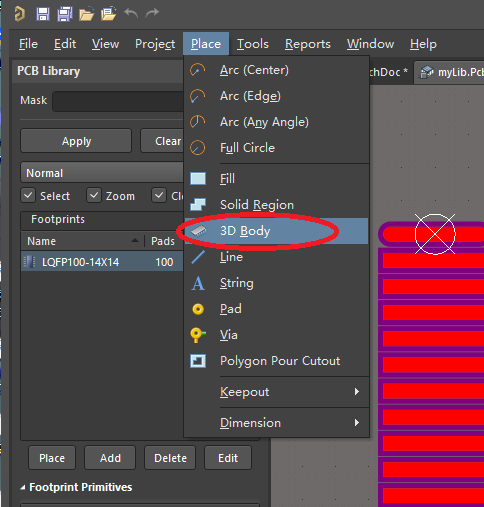 File Edit View Project Place Tools Reports Window Help
PCB Library
chDoc * myLib.Pc
Mask
Apply Clear
Normal
Select Zoom Cl
Footprints
Name Pads
LQFP100-14X14 100
Place Add Delete Edit
Footprint Primitives
Arc (Center)
Arc (Edge)
Arc (Any Angle)
Full Circle
Fill
Solid Region
3D Body
Line
String
Pad
Via
Polygon Pour Cutout
Keepout
Dimension